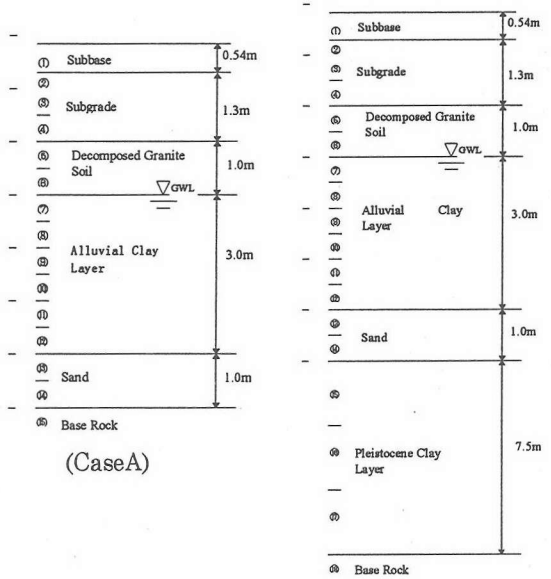 ① Subbase 0.54m
②
③ Subgrade 1.3m
④
⑤ Decomposed Granite
Soil 1.0m
⑥ GWL
⑦
⑧ Alluvial Clay
⑨ Layer 3.0m
⑩
⑪
⑫
⑬ Sand 1.0m
⑭
⑮ Base Rock
(CaseA)
① Subbase 0.54m
②
③ Subgrade 1.3m
④
⑤ Decomposed Granite
Soil 1.0m
⑥ GWL
⑦
⑧ Alluvial Clay 3.0m
⑨ Layer
⑩
⑪
⑫
⑬ Sand 1.0m
⑭
⑮
⑯ Pleistocene Clay 7.5m
Layer
⑰
⑱ Base Rock